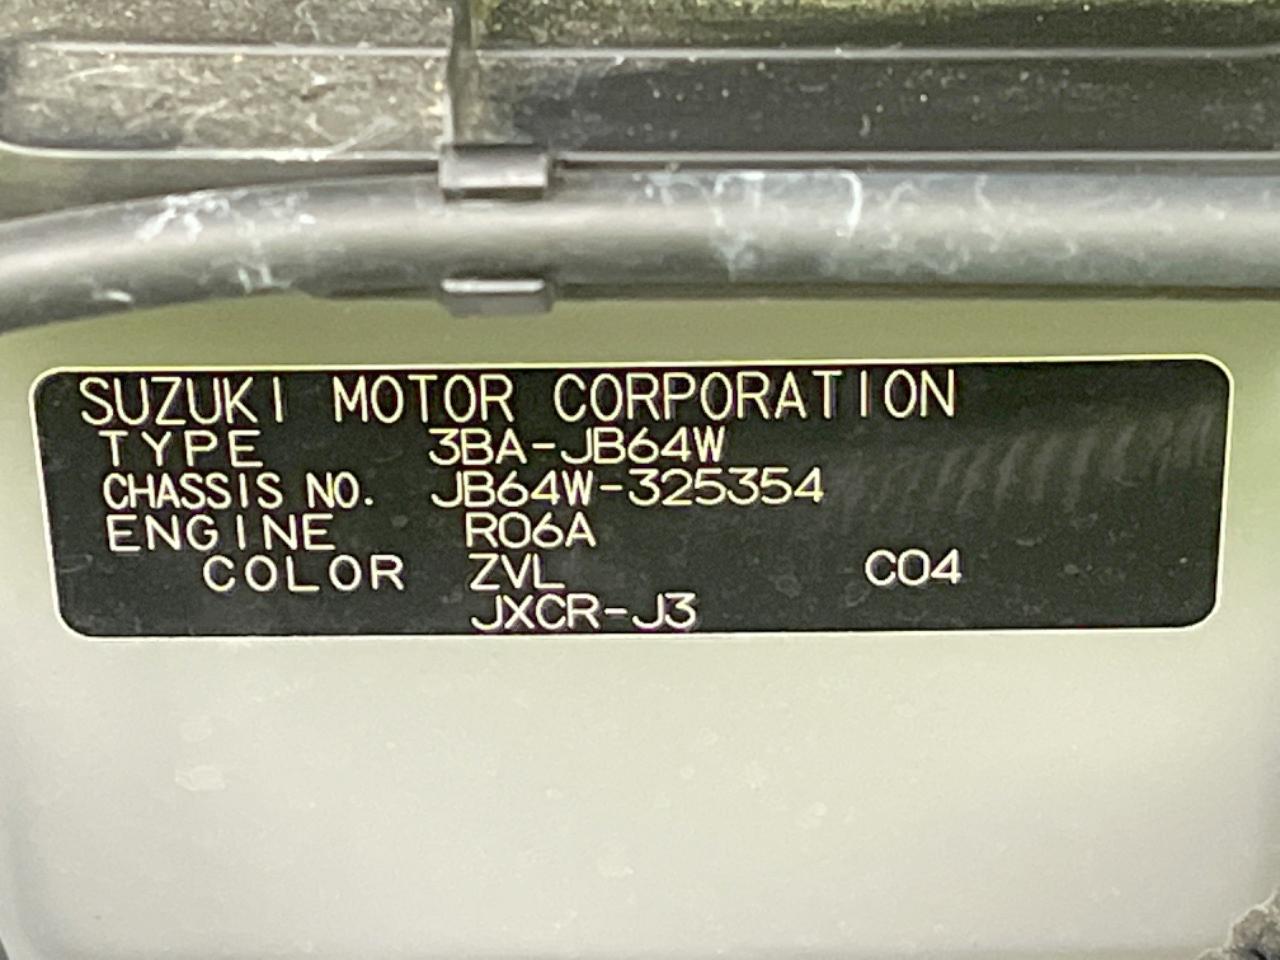 SUZUKI MOTOR CORPORATION
TYPE 3BA-JB64W
CHASSIS NO. JB64W-325354
ENGINE R06A
COLOR ZVL C04
JXCR-J3